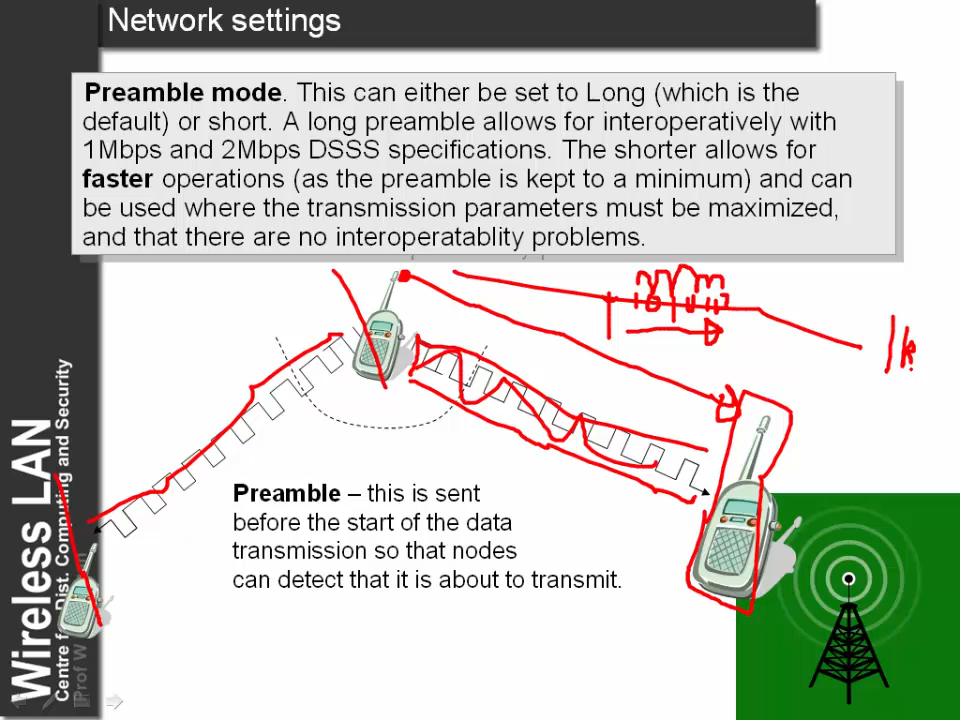 Network settings
Preamble mode. This can either be set to Long (which is the
default) or short. A long preamble allows for interoperatively with
1Mbps and 2Mbps DSSS specifications. The shorter allows for
faster operations (as the preamble is kept to a minimum) and can
be used where the transmission parameters must be maximized,
and that there are no interoperatablity problems.
Preamble – this is sent
before the start of the data
transmission so that nodes
can detect that it is about to transmit.
Wireless LAN
Centre for Dist. Computing and Security
Prof W